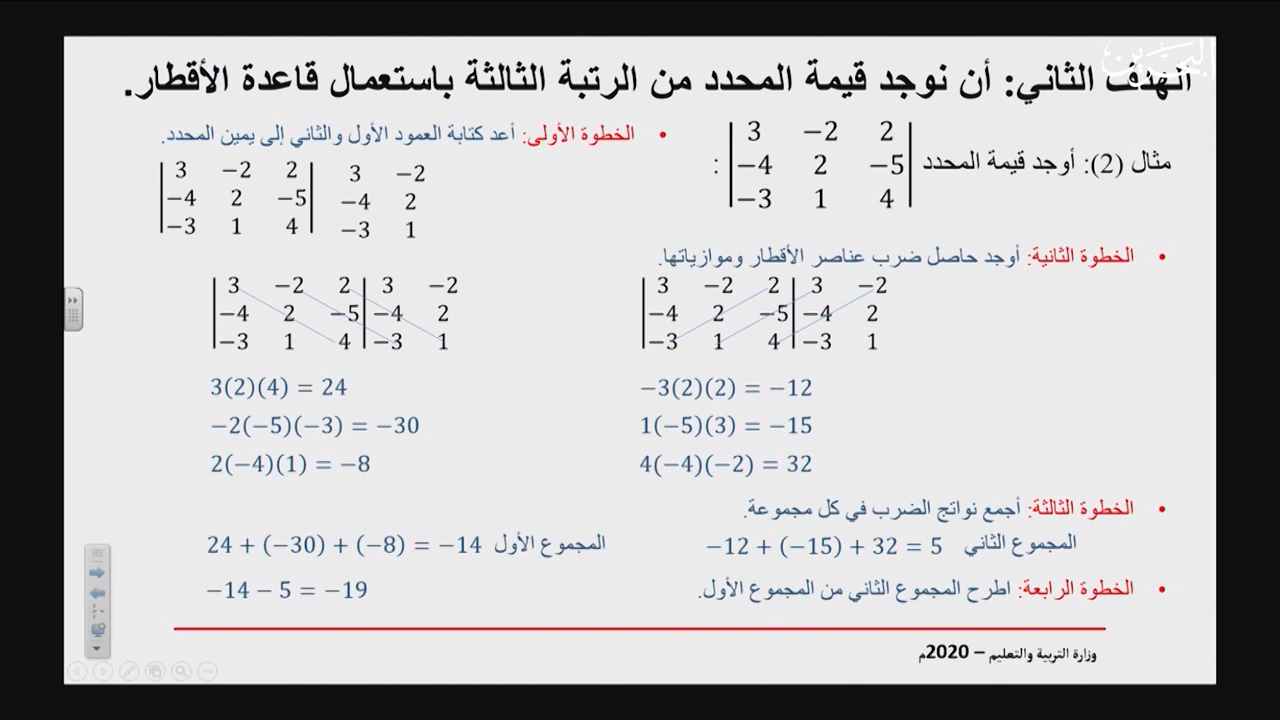 البحرين
الهدف الثاني: أن نوجد قيمة المحدد من الرتبة الثالثة باستعمال قاعدة الأقطار.
مثال (2): أوجد قيمة المحدد
3 −2 2
−4 2 −5
−3 1 4
:
• الخطوة الأولى: أعد كتابة العمود الأول والثاني إلى يمين المحدد.
| 3 −2 2 | 3 −2
| −4 2 −5 | −4 2
| −3 1 4 | −3 1
• الخطوة الثانية: أوجد حاصل ضرب عناصر الأقطار وموازياتها.
| 3 −2 2 | 3 −2
| −4 2 −5 | −4 2
| −3 1 4 | −3 1
3(2)(4) = 24
−2(−5)(−3) = −30
2(−4)(1) = −8
| 3 −2 2 | 3 −2
| −4 2 −5 | −4 2
| −3 1 4 | −3 1
−3(2)(2) = −12
1(−5)(3) = −15
4(−4)(−2) = 32
• الخطوة الثالثة: أجمع نواتج الضرب في كل مجموعة.
المجموع الأول 24 + (−30) + (−8) = −14
المجموع الثاني −12 + (−15) + 32 = 5
• الخطوة الرابعة: اطرح المجموع الثاني من المجموع الأول.
−14 − 5 = −19
وزارة التربية والتعليم – 2020م